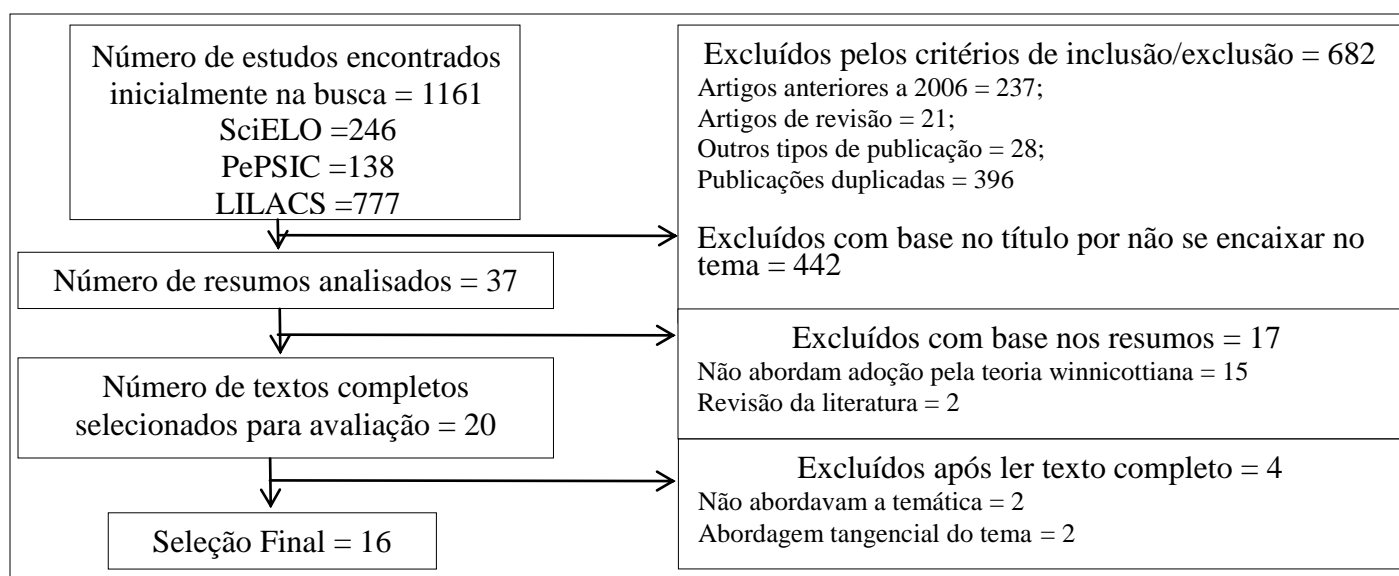 Número de estudos encontrados
inicialmente na busca = 1161
SciELO =246
PePSIC =138
LILACS =777
Excluídos pelos critérios de inclusão/exclusão = 682
Artigos anteriores a 2006 = 237;
Artigos de revisão = 21;
Outros tipos de publicação = 28;
Publicações duplicadas = 396
Excluídos com base no título por não se encaixar no
tema = 442
Número de resumos analisados = 37
Excluídos com base nos resumos = 17
Não abordam adoção pela teoria winnicottiana = 15
Revisão da literatura = 2
Número de textos completos
selecionados para avaliação = 20
Excluídos após ler texto completo = 4
Não abordavam a temática = 2
Abordagem tangencial do tema = 2
Seleção Final = 16